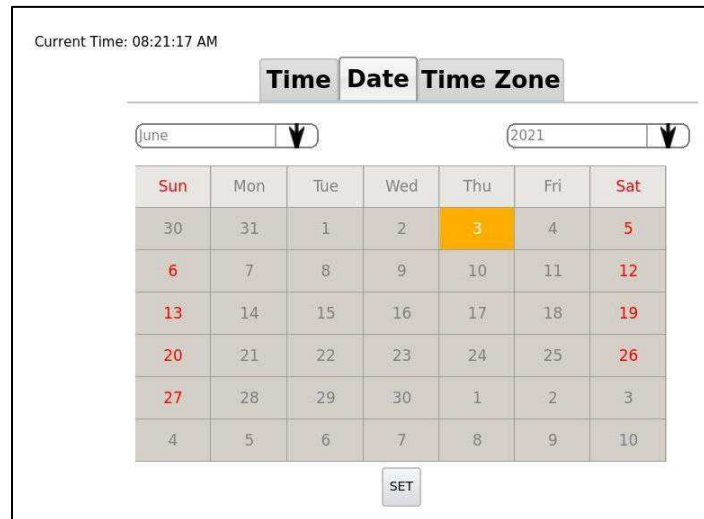 Current Time: 08:21:17 AM
Time Date Time Zone
June 2021
Sun Mon Tue Wed Thu Fri Sat
30 31 1 2 3 4 5
6 7 8 9 10 11 12
13 14 15 16 17 18 19
20 21 22 23 24 25 26
27 28 29 30 1 2 3
4 5 6 7 8 9 10
SET